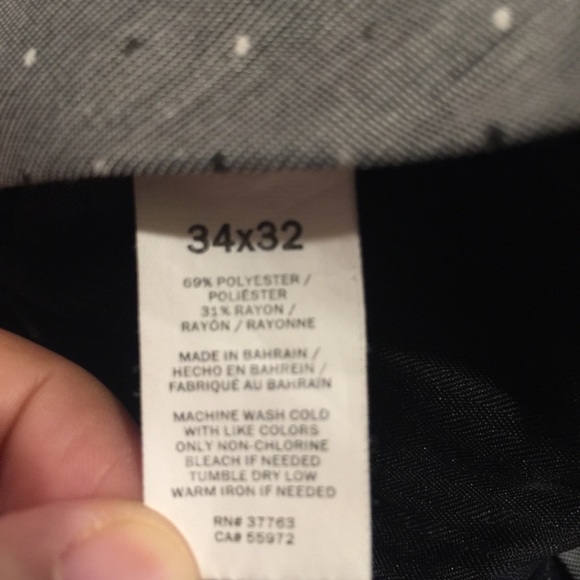 34x32
69% POLYESTER /
POLIÉSTER
31% RAYON /
RAYÓN / RAYONNE
MADE IN BAHRAIN /
HECHO EN BAHREIN /
FABRIQUÉ AU BAHRAIN
MACHINE WASH COLD
WITH LIKE COLORS
ONLY NON-CHLORINE
BLEACH IF NEEDED
TUMBLE DRY LOW
WARM IRON IF NEEDED
RN# 37763
CA# 55972